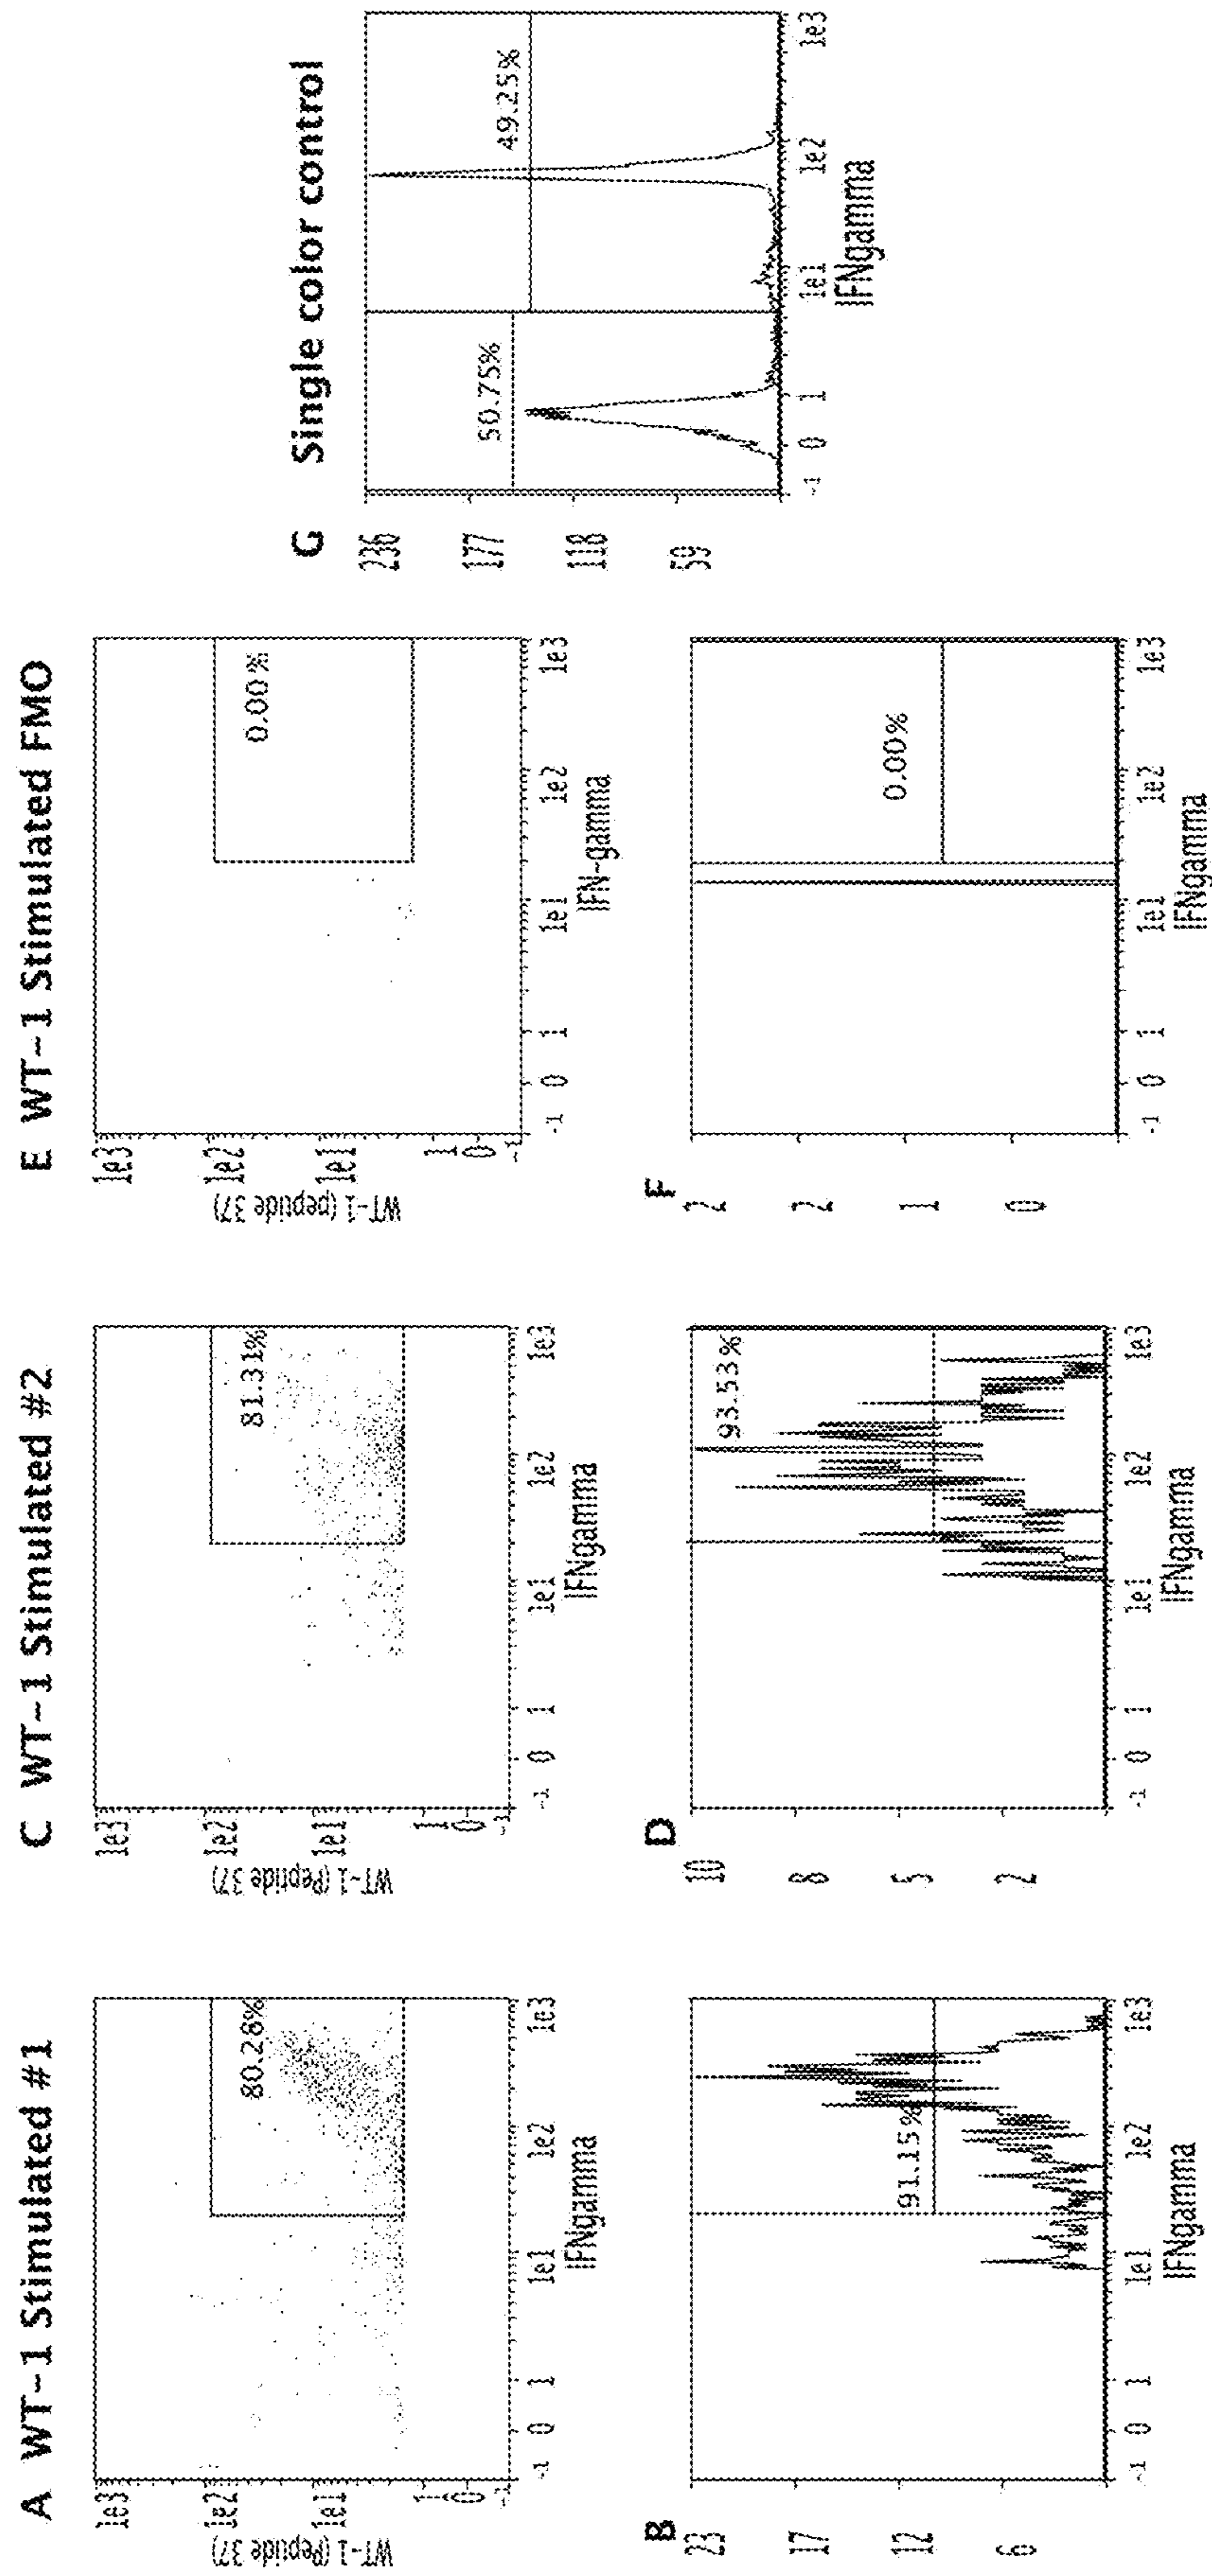 A WT-1 Stimulated #1
1e3
1e2
1e1
1
0
-1
WT-1 (Peptide 37)
80.28%
-1 0 1 1e1 1e2 1e3
IFNgamma
B
23
17
12
6
91.15%
-1 0 1 1e1 1e2 1e3
IFNgamma
C WT-1 Stimulated #2
1e3
1e2
1e1
1
0
-1
WT-1 (Peptide 37)
81.31%
-1 0 1 1e1 1e2 1e3
IFNgamma
D
10
8
5
2
93.53%
-1 0 1 1e1 1e2 1e3
IFNgamma
E WT-1 Stimulated FMO
1e3
1e2
1e1
1
0
-1
WT-1 (peptide 37)
0.00%
-1 0 1 1e1 1e2 1e3
IFN-gamma
F
2
2
1
0
0.00%
-1 0 1 1e1 1e2 1e3
IFNgamma
G Single color control
236
177
118
59
50.75%
49.25%
-1 0 1 1e1 1e2 1e3
IFNgamma